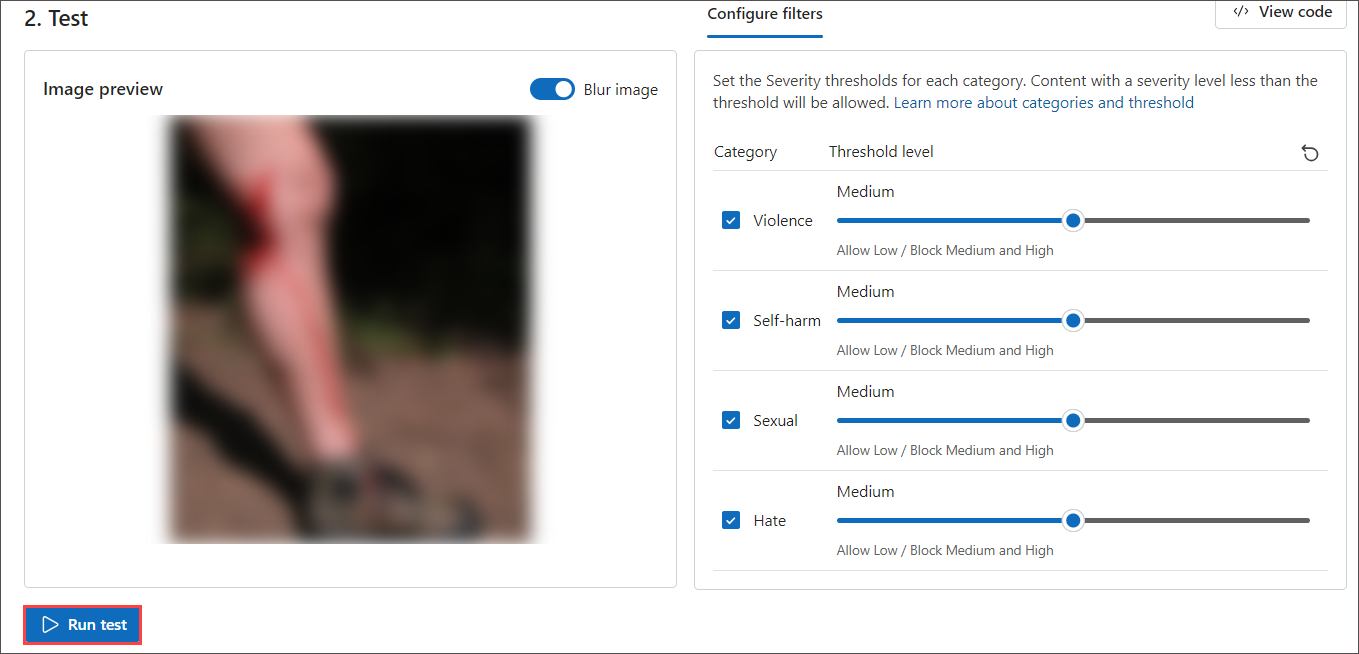 2. Test
Configure filters
</> View code
Image preview
Blur image
Set the Severity thresholds for each category. Content with a severity level less than the
threshold will be allowed. Learn more about categories and threshold
Category
Threshold level
Medium
Violence
Allow Low / Block Medium and High
Medium
Self-harm
Allow Low / Block Medium and High
Medium
Sexual
Allow Low / Block Medium and High
Medium
Hate
Allow Low / Block Medium and High
Run test